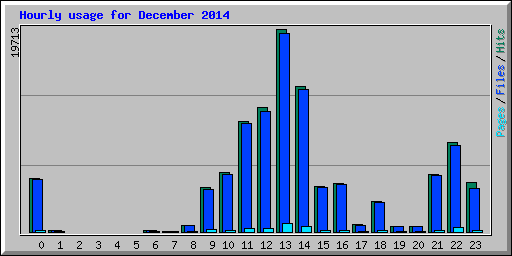 Hourly usage for December 2014
19713
Pages/Files/Hits
0 1 2 3 4 5 6 7 8 9 10 11 12 13 14 15 16 17 18 19 20 21 22 23